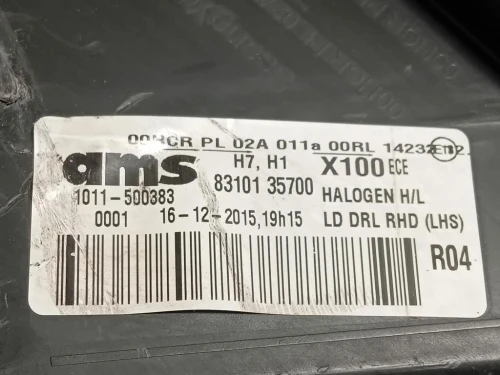 00HCR PL 02A 011a 00RL 14232
ams H7, H1 X100 ECE
83101 35700 HALOGEN H/L
1011-500383
0001 16-12-2015,19h15 LD DRL RHD (LHS)
R04